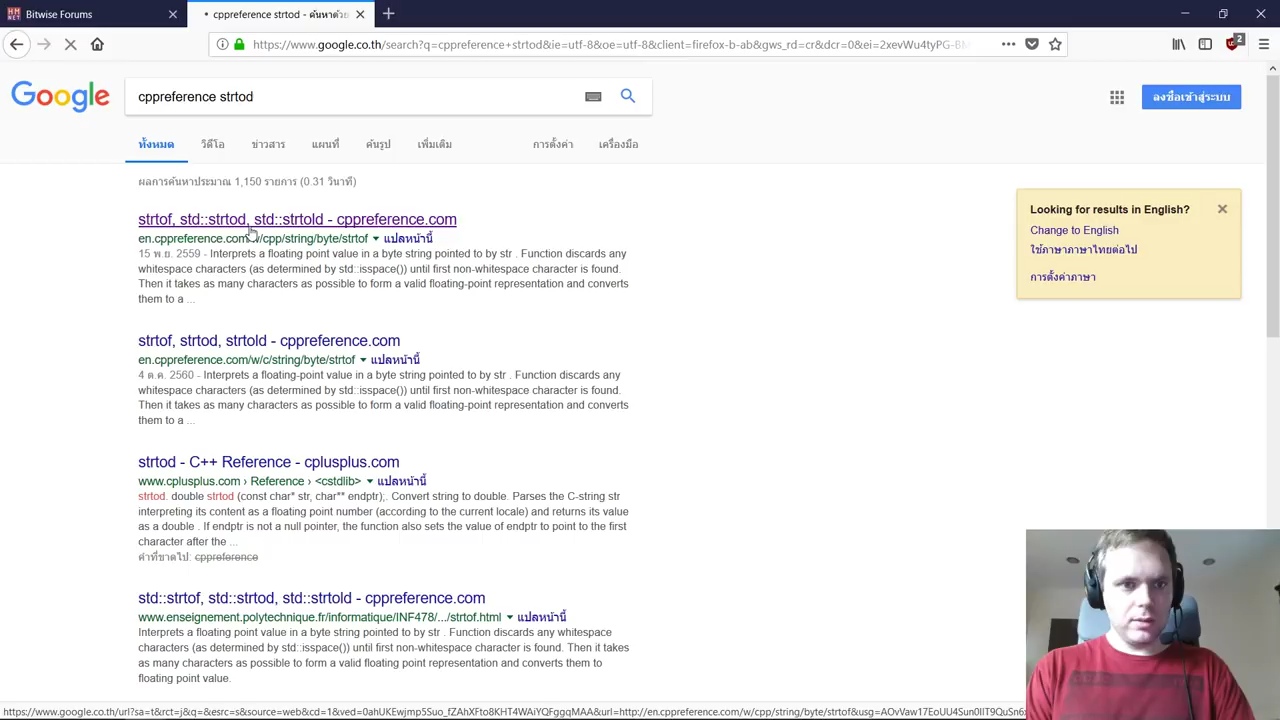 Bitwise Forums
cppreference strtod - ค้นหาด้วย
https://www.google.co.th/search?q=cppreference+strtod&ie=utf-8&oe=utf-8&client=firefox-b-ab&gws_rd=cr&dcr=0&ei=2xevWu4tyPG-BM
2
Google
cppreference strtod
ลงชื่อเข้าสู่ระบบ
ทั้งหมด วิดีโอ ข่าวสาร แผนที่ ค้นรูป เพิ่มเติม การตั้งค่า เครื่องมือ
ผลการค้นหาประมาณ 1,150 รายการ (0.31 วินาที)
strtof, std::strtod, std::strtold - cppreference.com
en.cppreference.com/w/cpp/string/byte/strtof แปลหน้านี้
15 พ.ย. 2559 - Interprets a floating point value in a byte string pointed to by str . Function discards any
whitespace characters (as determined by std::isspace()) until first non-whitespace character is found.
Then it takes as many characters as possible to form a valid floating-point representation and converts
them to a ...
Looking for results in English?
Change to English
ใช้ภาษาภาษาไทยต่อไป
การตั้งค่าภาษา
strtof, strtod, strtold - cppreference.com
en.cppreference.com/w/c/string/byte/strtof แปลหน้านี้
4 ต.ค. 2560 - Interprets a floating-point value in a byte string pointed to by str . Function discards any
whitespace characters (as determined by std::isspace()) until first non-whitespace character is found.
Then it takes as many characters as possible to form a valid floating-point representation and converts
them to a ...
strtod - C++ Reference - cplusplus.com
www.cplusplus.com › Reference › <cstdlib> แปลหน้านี้
strtod. double strtod (const char* str, char** endptr);. Convert string to double. Parses the C-string str
interpreting its content as a floating point number (according to the current locale) and returns its value
as a double . If endptr is not a null pointer, the function also sets the value of endptr to point to the first
character after the ...
คำที่ขาดไป: cppreference
std::strtof, std::strtod, std::strtold - cppreference.com
www.enseignement.polytechnique.fr/informatique/INF478/.../strtof.html แปลหน้านี้
Interprets a floating point value in a byte string pointed to by str . Function discards any whitespace
characters (as determined by std::isspace()) until first non-whitespace character is found. Then it takes
as many characters as possible to form a valid floating-point representation and converts them to
floating point value.